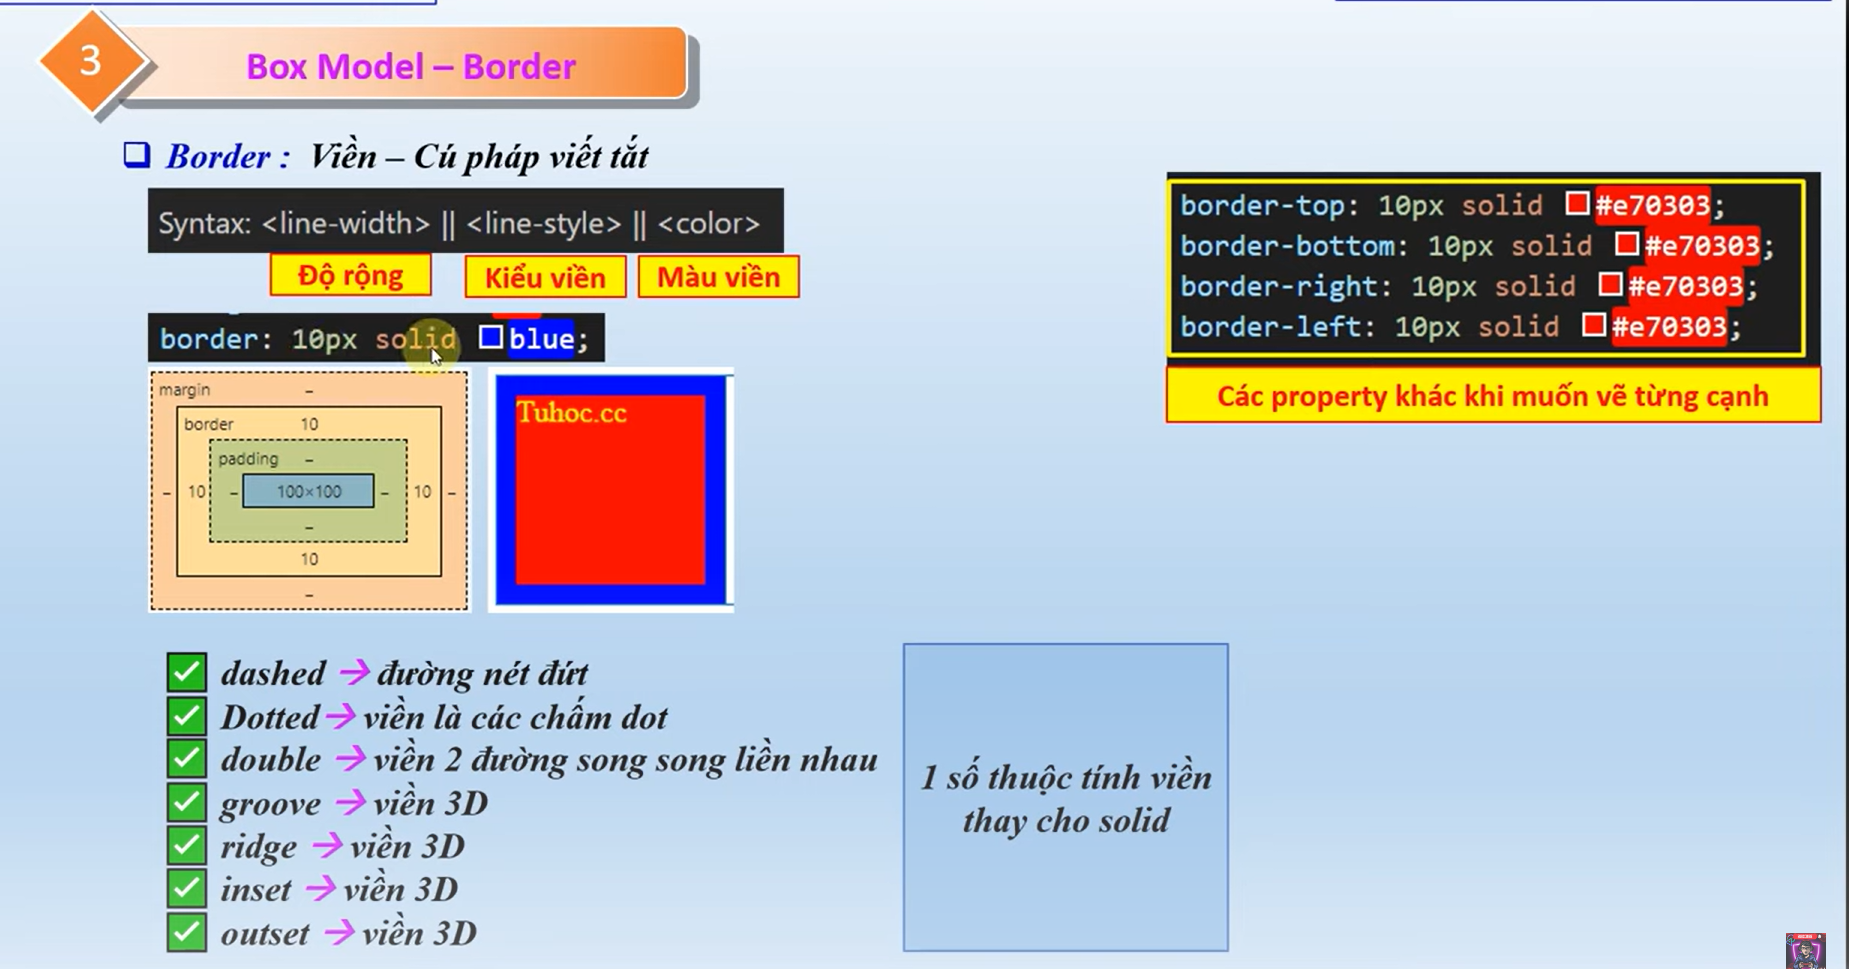 3
Box Model – Border
Border : Viền – Cú pháp viết tắt
Syntax: <line-width> || <line-style> || <color>
Độ rộng
Kiểu viền
Màu viền
border: 10px solid blue;
margin
–
border
10
padding
–
–
10
–
100×100
–
10
–
–
10
–
Tuhoc.cc
border-top: 10px solid #e70303;
border-bottom: 10px solid #e70303;
border-right: 10px solid #e70303;
border-left: 10px solid #e70303;
Các property khác khi muốn vẽ từng cạnh
dashed → đường nét đứt
Dotted → viền là các chấm dot
double → viền 2 đường song song liền nhau
groove → viền 3D
ridge → viền 3D
inset → viền 3D
outset → viền 3D
1 số thuộc tính viền
thay cho solid